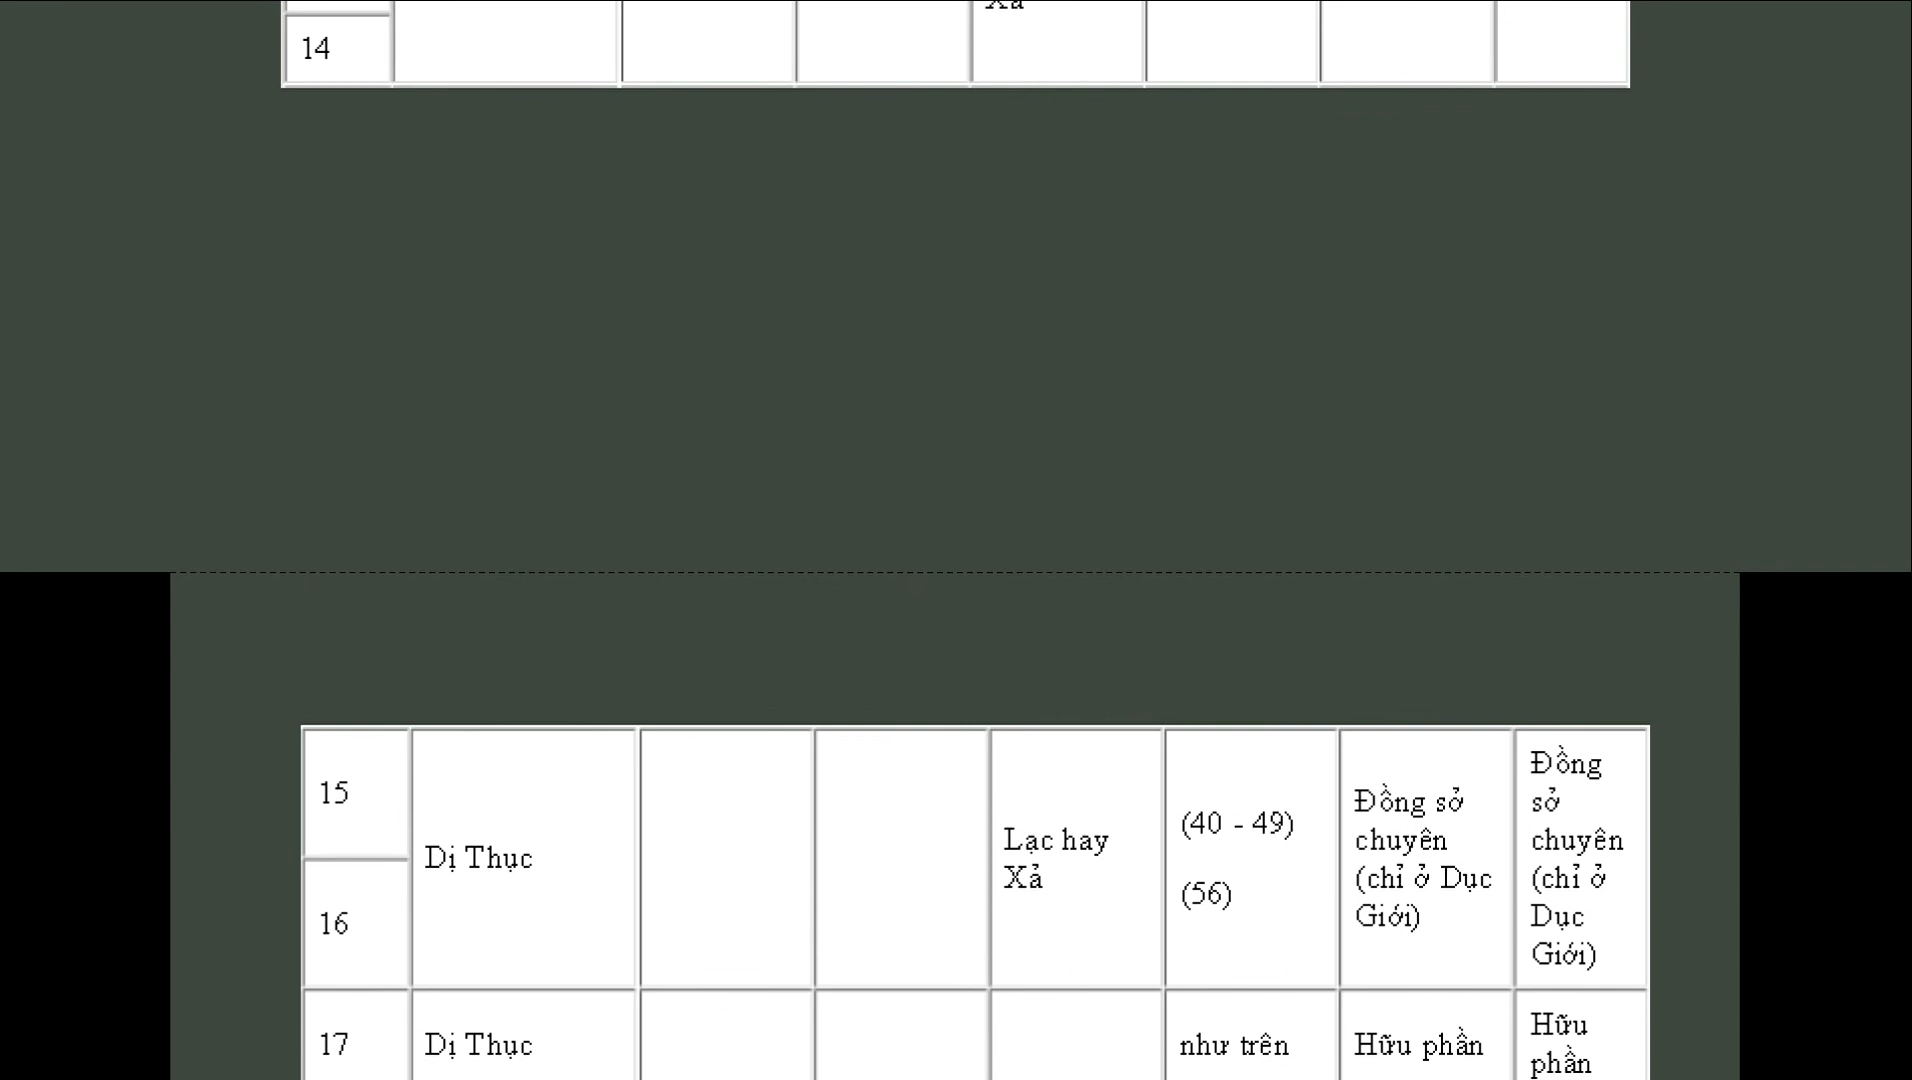 Xả
14
15
16
Dị Thục
Lạc hay
Xả
(40 - 49)
(56)
Đồng sở
chuyên
(chỉ ở Dục
Giới)
Đồng
sở
chuyên
(chỉ ở
Dục
Giới)
17
Dị Thục
như trên
Hữu phần
Hữu
phần